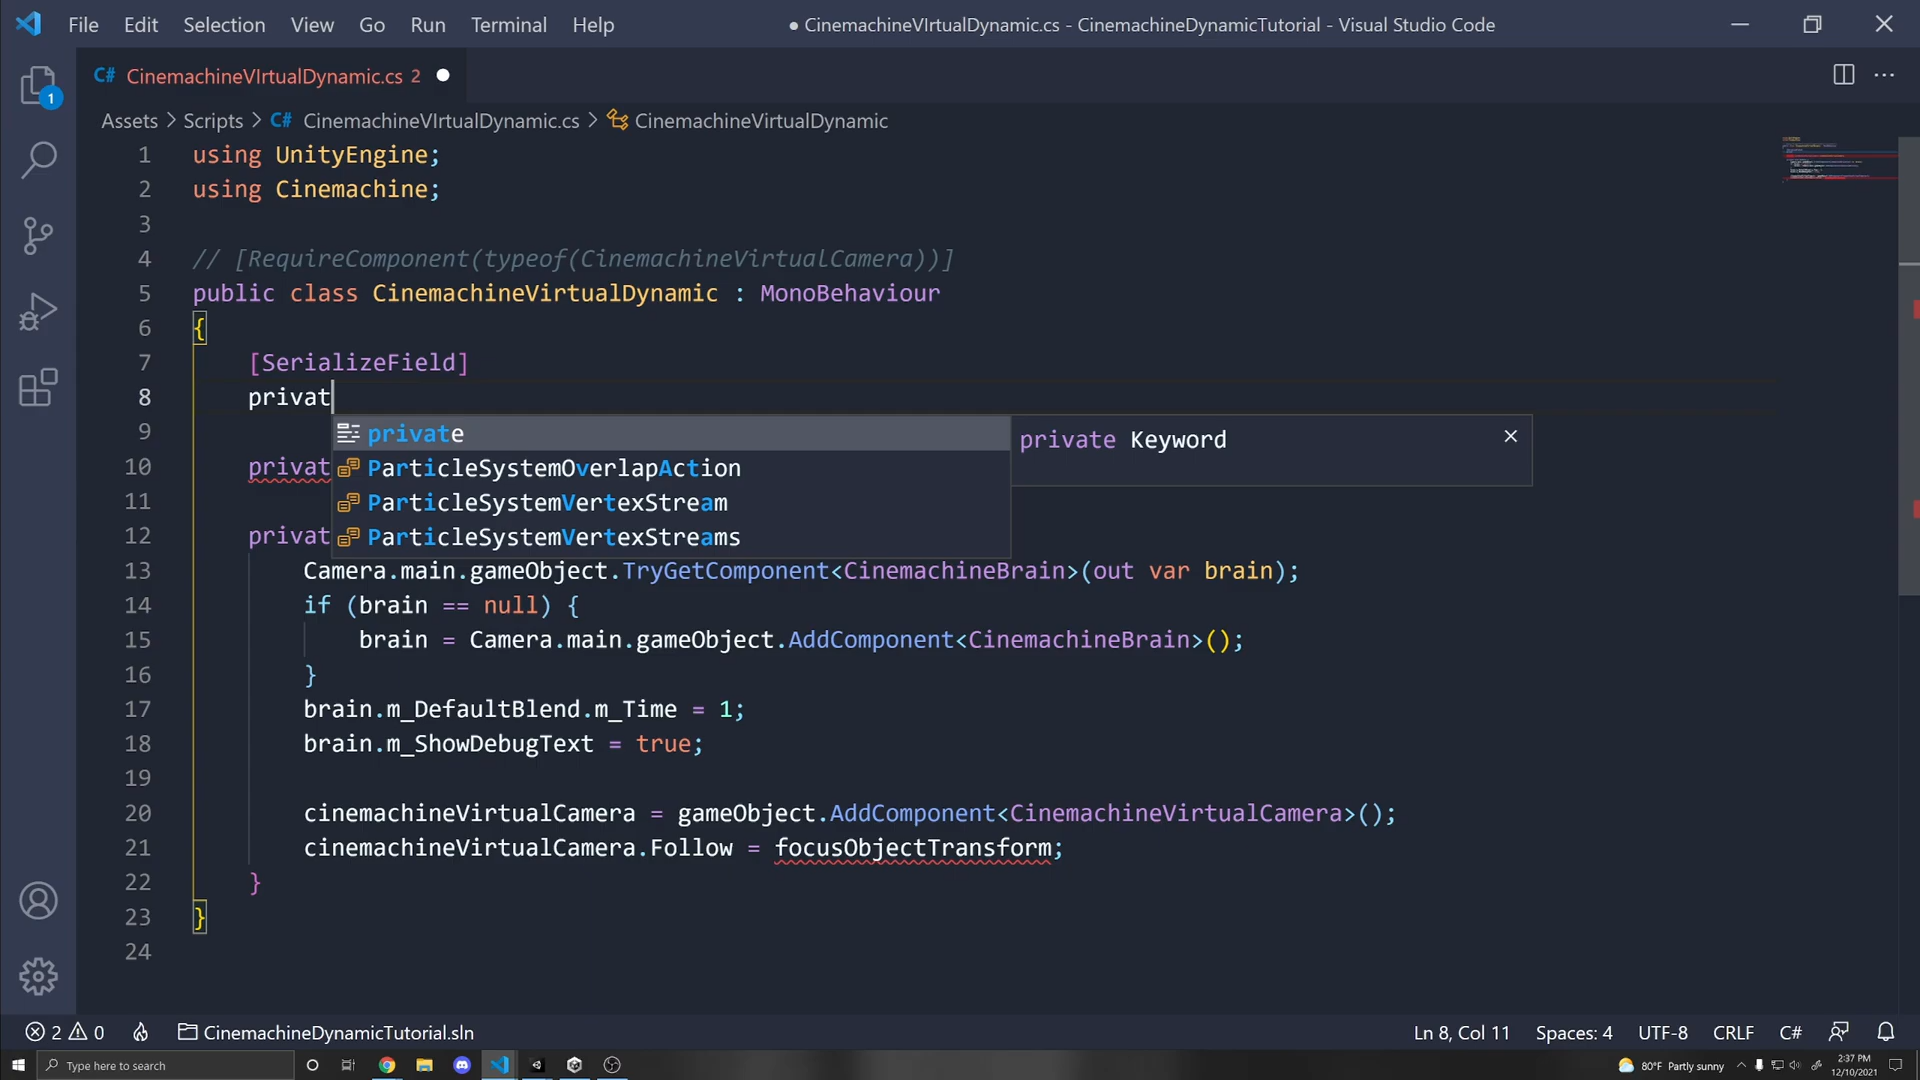 File Edit Selection View Go Run Terminal Help ● CinemachineVIrtualDynamic.cs - CinemachineDynamicTutorial - Visual Studio Code
C# CinemachineVIrtualDynamic.cs 2
1
Assets > Scripts > C# CinemachineVIrtualDynamic.cs > CinemachineVirtualDynamic
1 using UnityEngine;
2 using Cinemachine;
3
4 // [RequireComponent(typeof(CinemachineVirtualCamera))]
5 public class CinemachineVirtualDynamic : MonoBehaviour
6 {
7 [SerializeField]
8 privat
9 private private Keyword
10 privat ParticleSystemOverlapAction
11 ParticleSystemVertexStream
12 privat ParticleSystemVertexStreams
13 Camera.main.gameObject.TryGetComponent<CinemachineBrain>(out var brain);
14 if (brain == null) {
15 brain = Camera.main.gameObject.AddComponent<CinemachineBrain>();
16 }
17 brain.m_DefaultBlend.m_Time = 1;
18 brain.m_ShowDebugText = true;
19
20 cinemachineVirtualCamera = gameObject.AddComponent<CinemachineVirtualCamera>();
21 cinemachineVirtualCamera.Follow = focusObjectTransform;
22 }
23 }
24
2 0 CinemachineDynamicTutorial.sln Ln 8, Col 11 Spaces: 4 UTF-8 CRLF C#
Type here to search 80°F Partly sunny 2:37 PM
12/10/2021